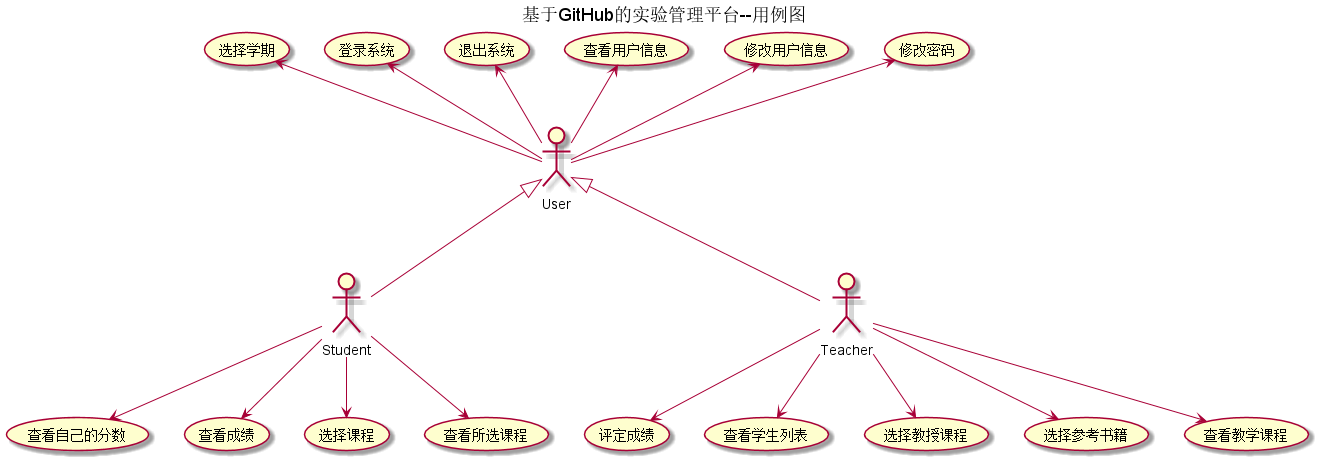 基于GitHub的实验管理平台--用例图
选择学期
登录系统
退出系统
查看用户信息
修改用户信息
修改密码
User
Student
Teacher
查看自己的分数
查看成绩
选择课程
查看所选课程
评定成绩
查看学生列表
选择教授课程
选择参考书籍
查看教学课程